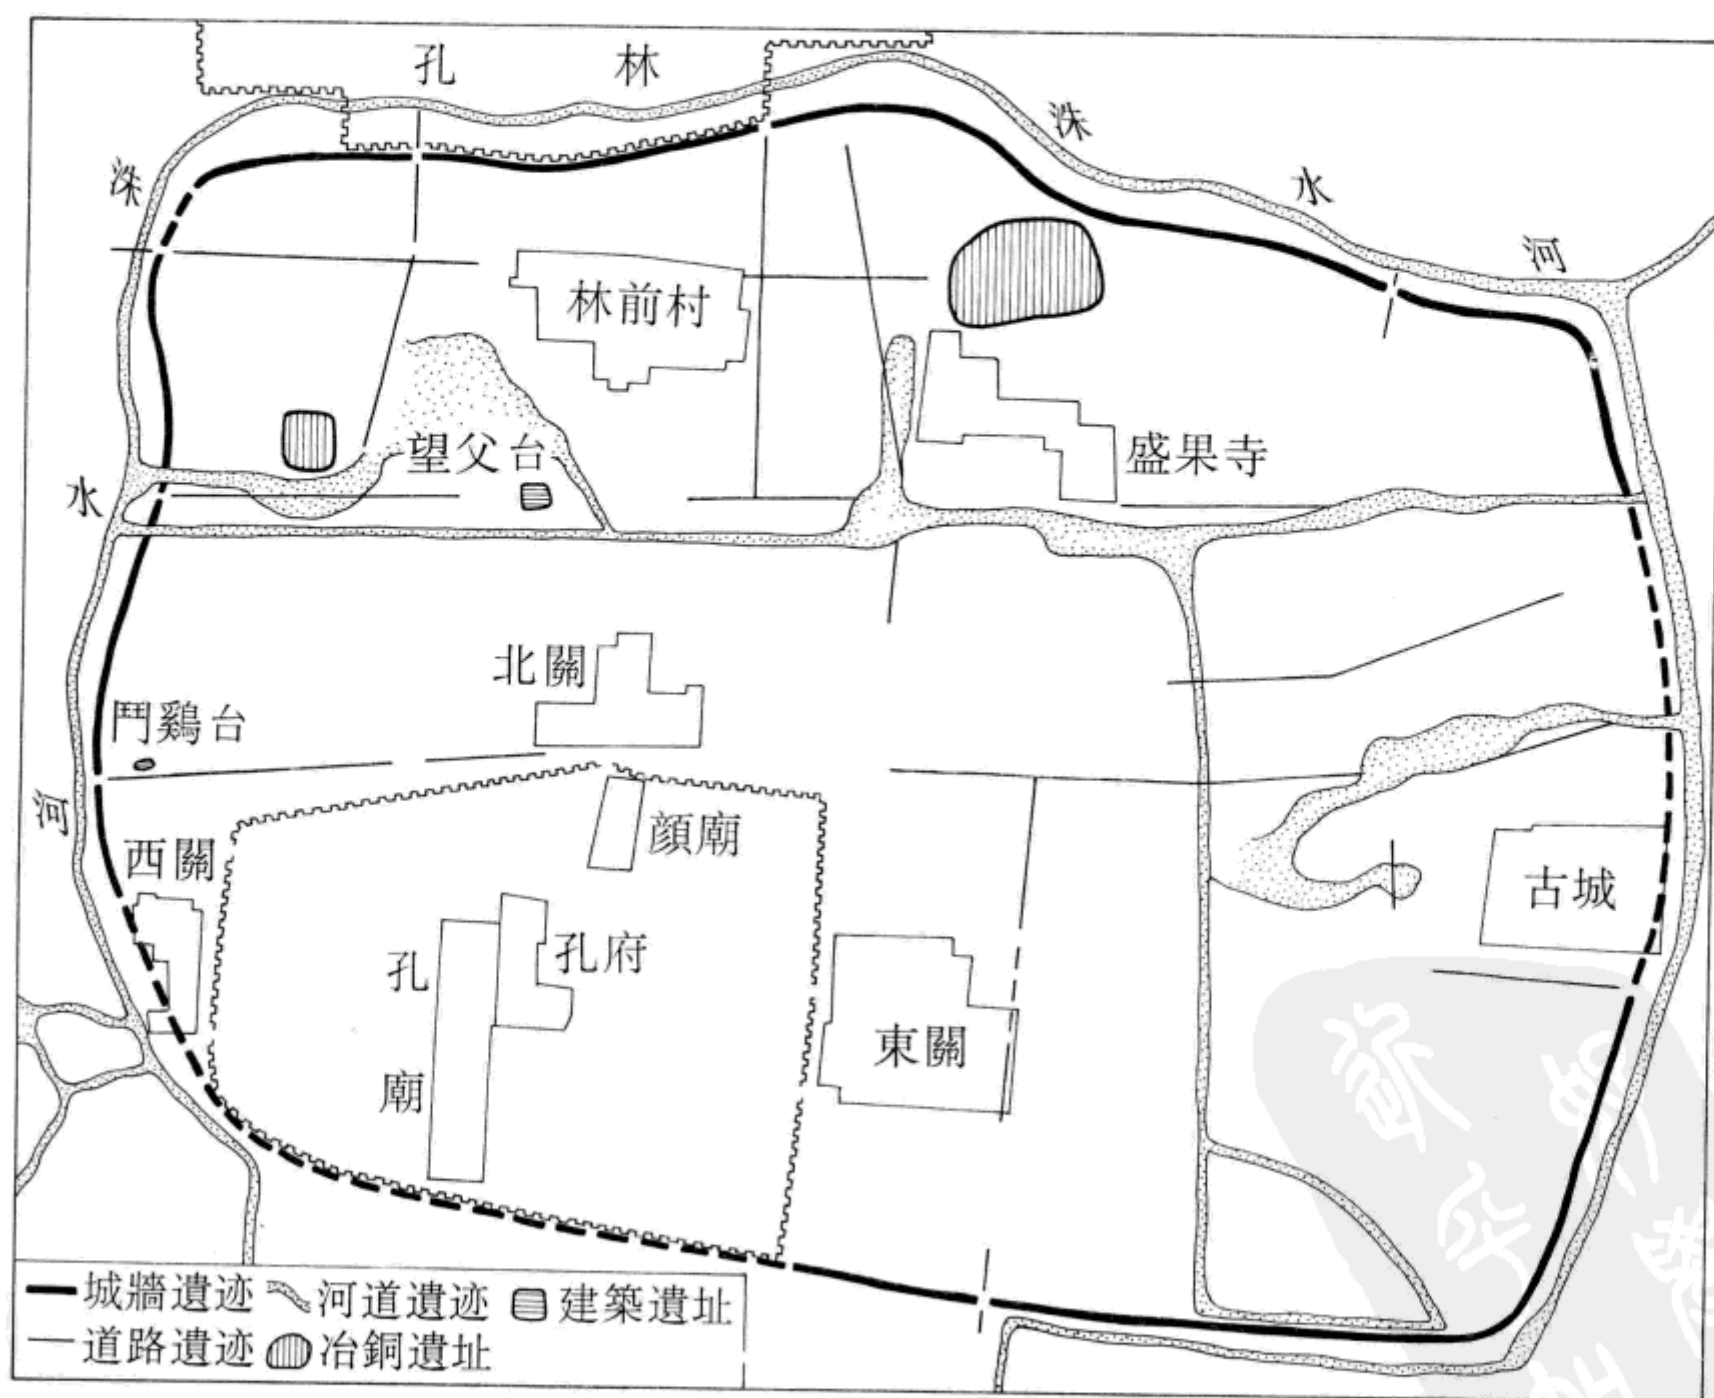 孔林
洙水河
洙水河
林前村
望父台
盛果寺
北關
鬥鷄台
西關
顔廟
孔府
孔廟
東關
古城
城牆遺迹 河道遺迹 建築遺址
道路遺迹 冶銅遺址